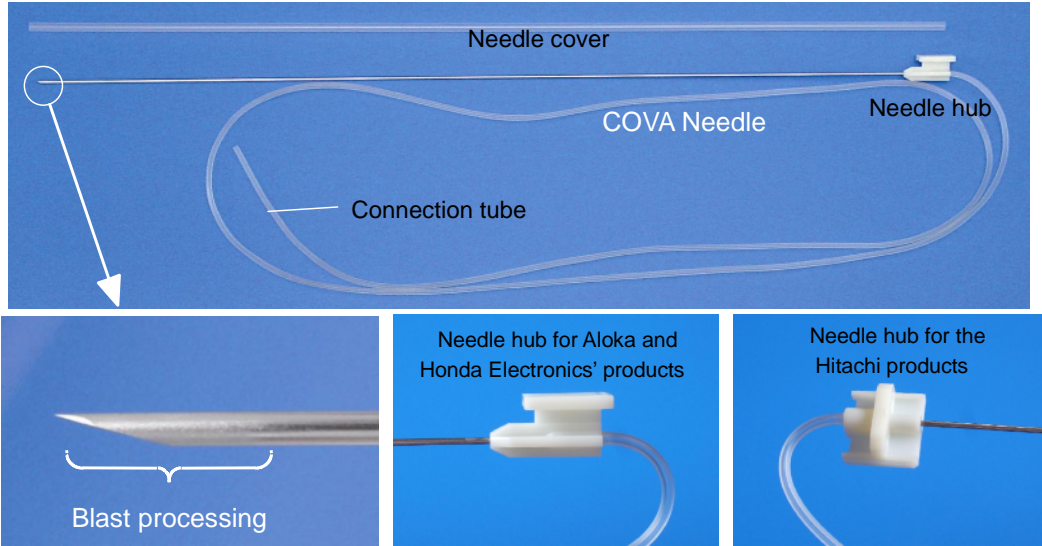 Needle cover
COVA Needle
Needle hub
Connection tube
Blast processing
Needle hub for Aloka and
Honda Electronics’ products
Needle hub for the
Hitachi products